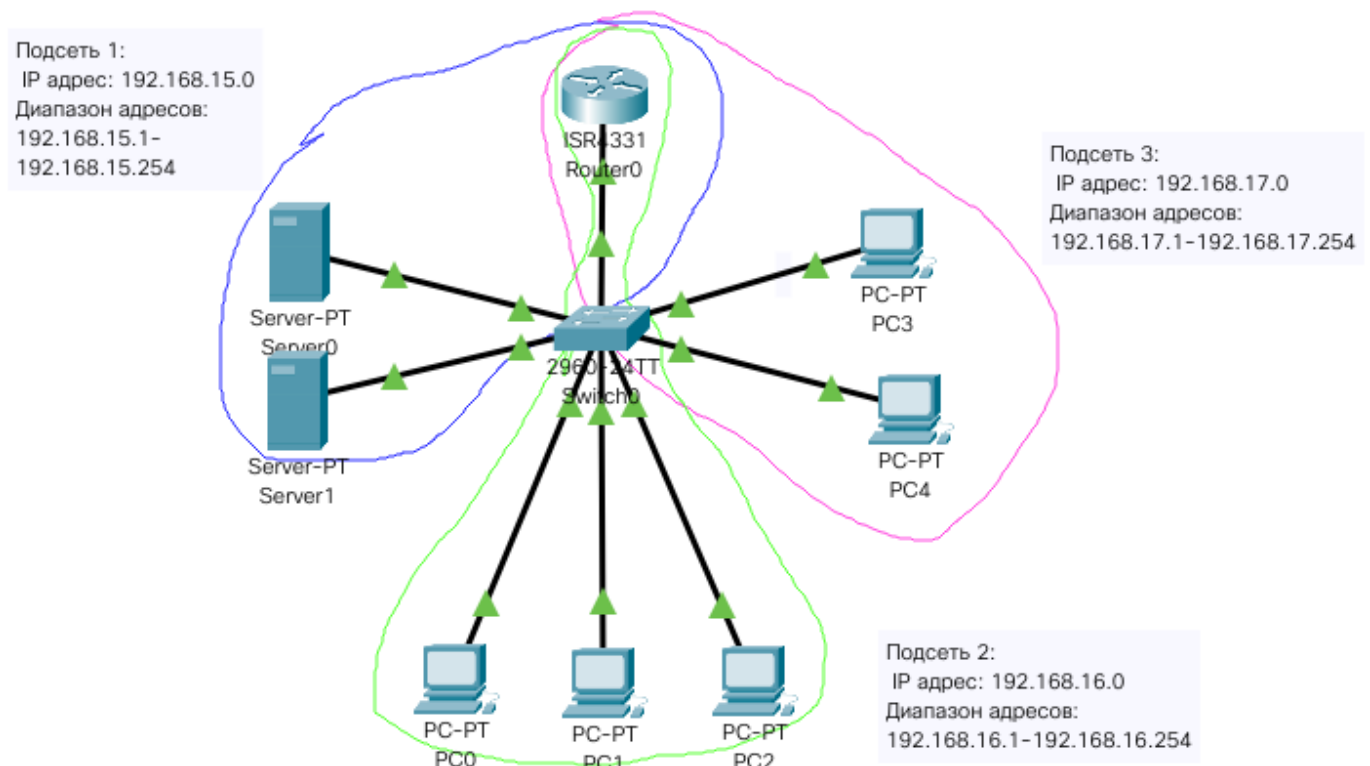 Подсеть 1:
IP адрес: 192.168.15.0
Диапазон адресов:
192.168.15.1-
192.168.15.254
ISR4331
Router0
Подсеть 3:
IP адрес: 192.168.17.0
Диапазон адресов:
192.168.17.1-192.168.17.254
Server-PT
Server0
PC-PT
PC3
2960-24TT
Switch0
Server-PT
Server1
PC-PT
PC4
Подсеть 2:
IP адрес: 192.168.16.0
Диапазон адресов:
192.168.16.1-192.168.16.254
PC-PT
PC0
PC-PT
PC1
PC-PT
PC2